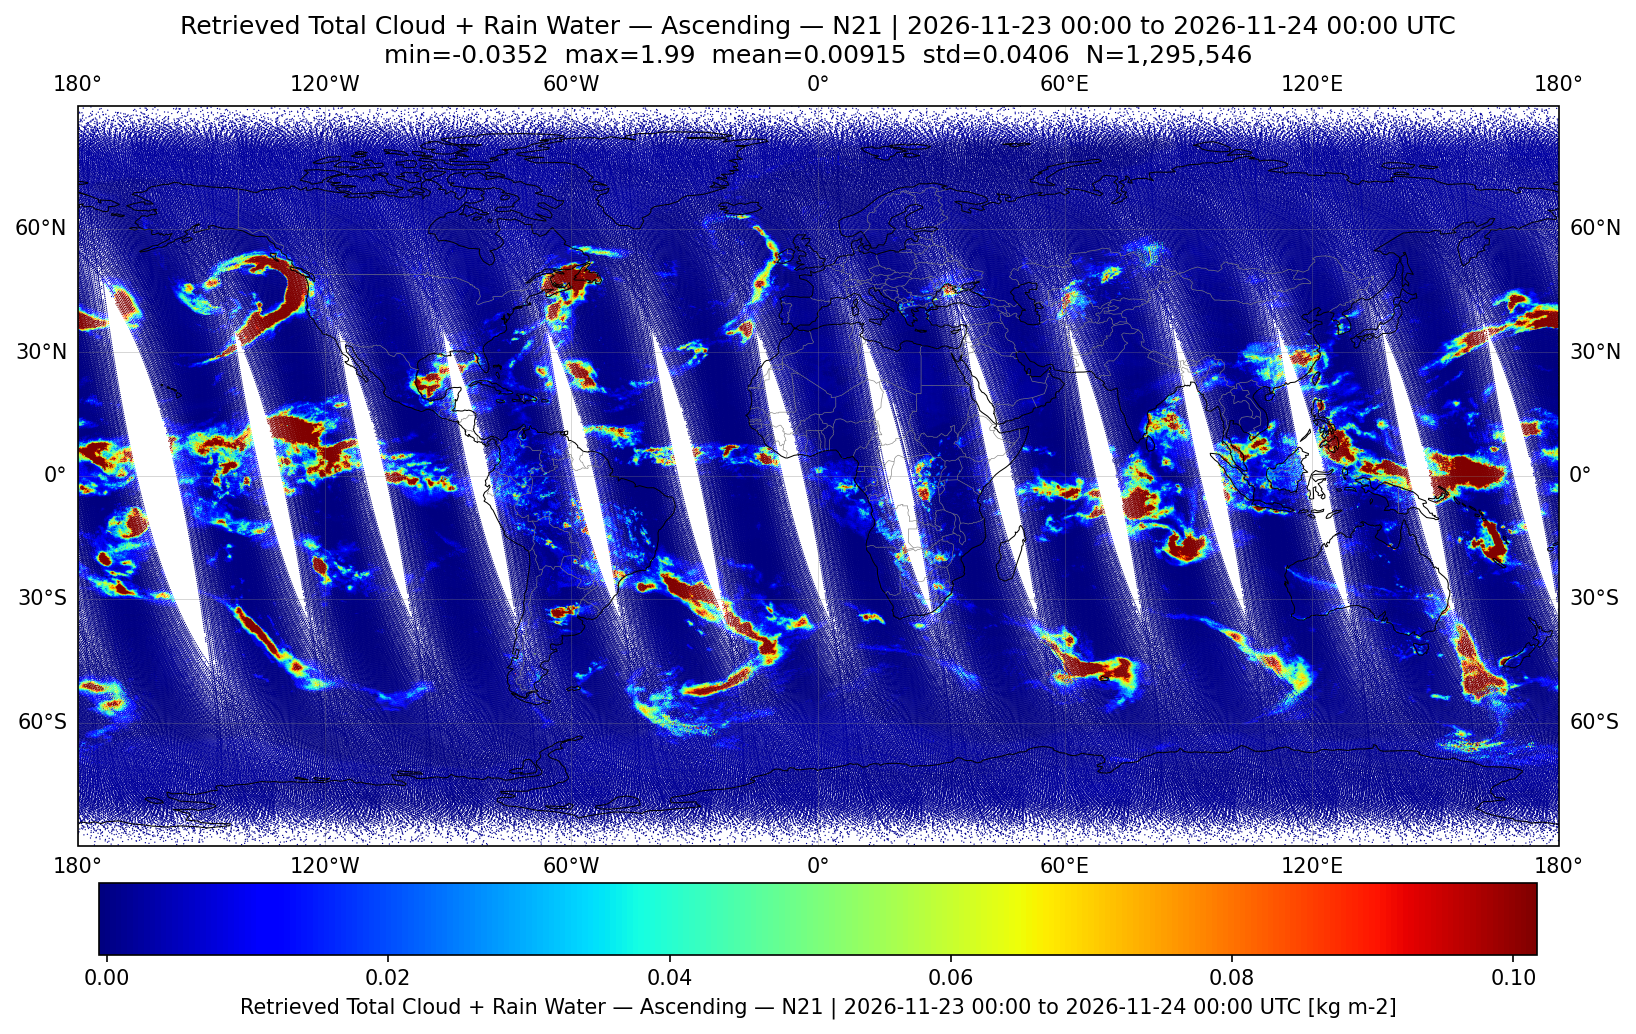 Retrieved Total Cloud + Rain Water — Ascending — N21 | 2026-11-23 00:00 to 2026-11-24 00:00 UTC
min=-0.0352 max=1.99 mean=0.00915 std=0.0406 N=1,295,546
180° 120°W 60°W 0° 60°E 120°E 180°
60°N 60°N
30°N 30°N
0° 0°
30°S 30°S
60°S 60°S
180° 120°W 60°W 0° 60°E 120°E 180°
0.00 0.02 0.04 0.06 0.08 0.10
Retrieved Total Cloud + Rain Water — Ascending — N21 | 2026-11-23 00:00 to 2026-11-24 00:00 UTC [kg m-2]